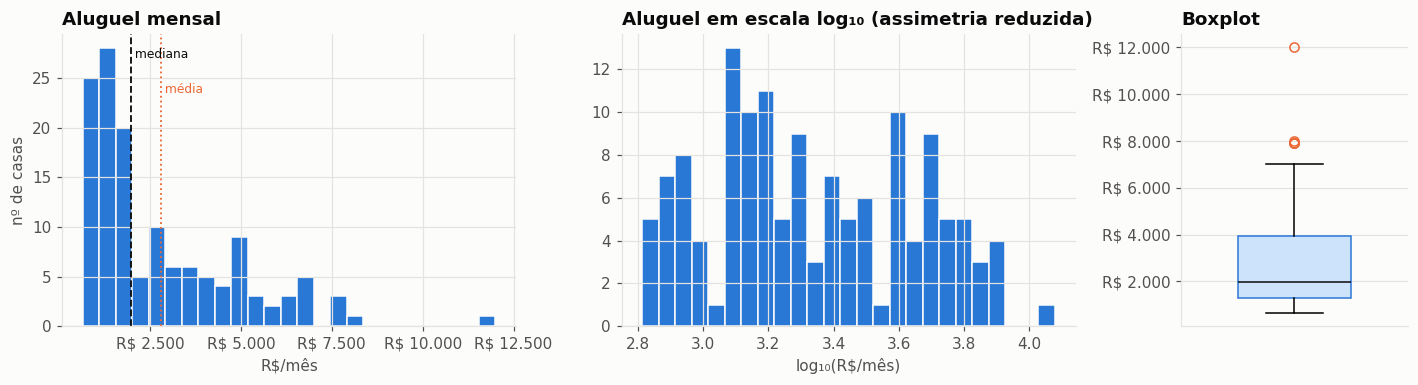 Aluguel mensal
mediana
média
25
20
15
10
5
0
nº de casas
R$ 2.500 R$ 5.000 R$ 7.500 R$ 10.000 R$ 12.500
R$/mês
Aluguel em escala log₁₀ (assimetria reduzida)
12
10
8
6
4
2
0
2.8 3.0 3.2 3.4 3.6 3.8 4.0
log₁₀(R$/mês)
Boxplot
R$ 12.000
R$ 10.000
R$ 8.000
R$ 6.000
R$ 4.000
R$ 2.000